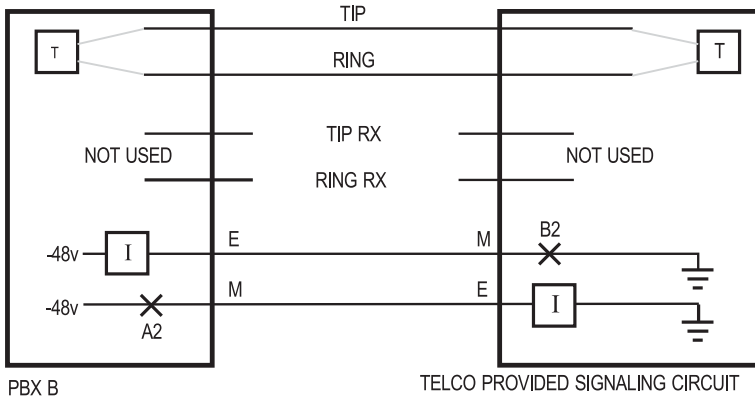 TIP
T
T
RING
TIP RX
NOT USED
NOT USED
RING RX
-48v
I
E
M
B2
-48v
A2
M
E
I
PBX B
TELCO PROVIDED SIGNALING CIRCUIT